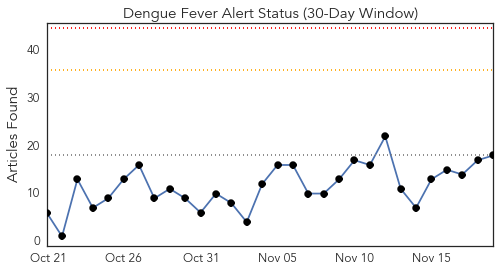 Dengue Fever Alert Status (30-Day Window)
Articles Found
40
30
20
10
0
Oct 21 Oct 26 Oct 31 Nov 05 Nov 10 Nov 15